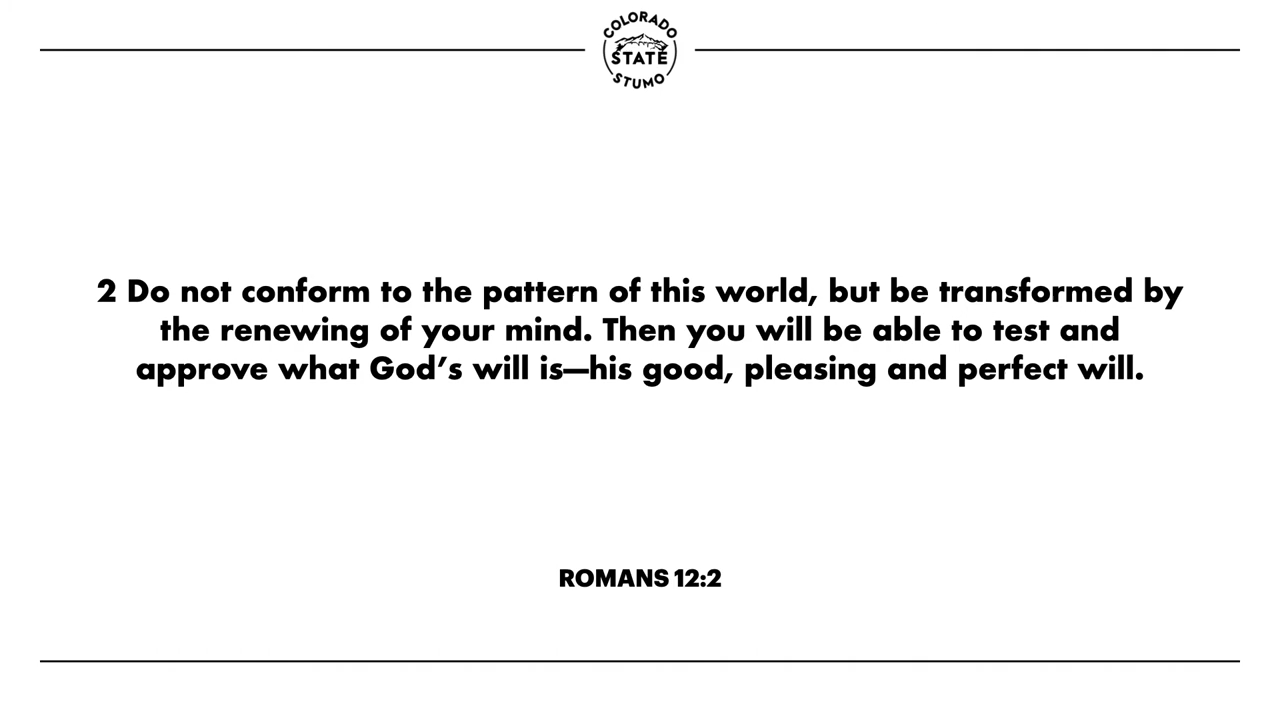 COLORADO
STATE
STUMO
2 Do not conform to the pattern of this world, but be transformed by
the renewing of your mind. Then you will be able to test and
approve what God’s will is—his good, pleasing and perfect will.
ROMANS 12:2